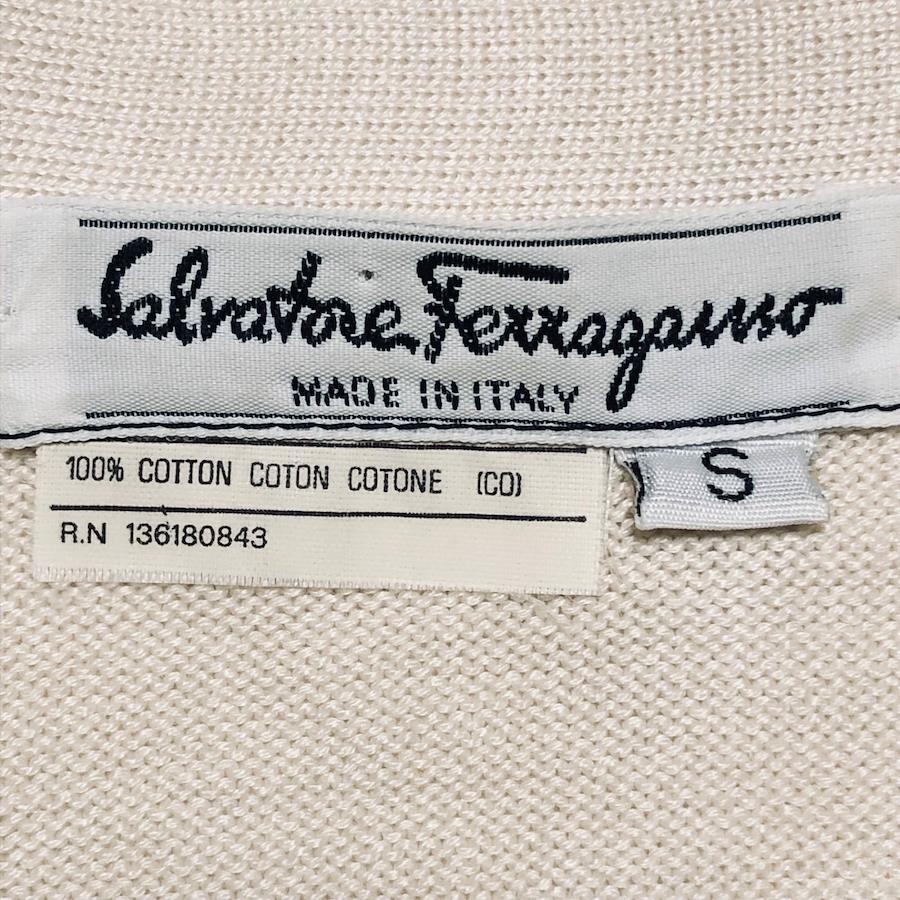 Salvatore Ferragamo
MADE IN ITALY
100% COTTON COTON COTONE (CO)
S
R.N 136180843